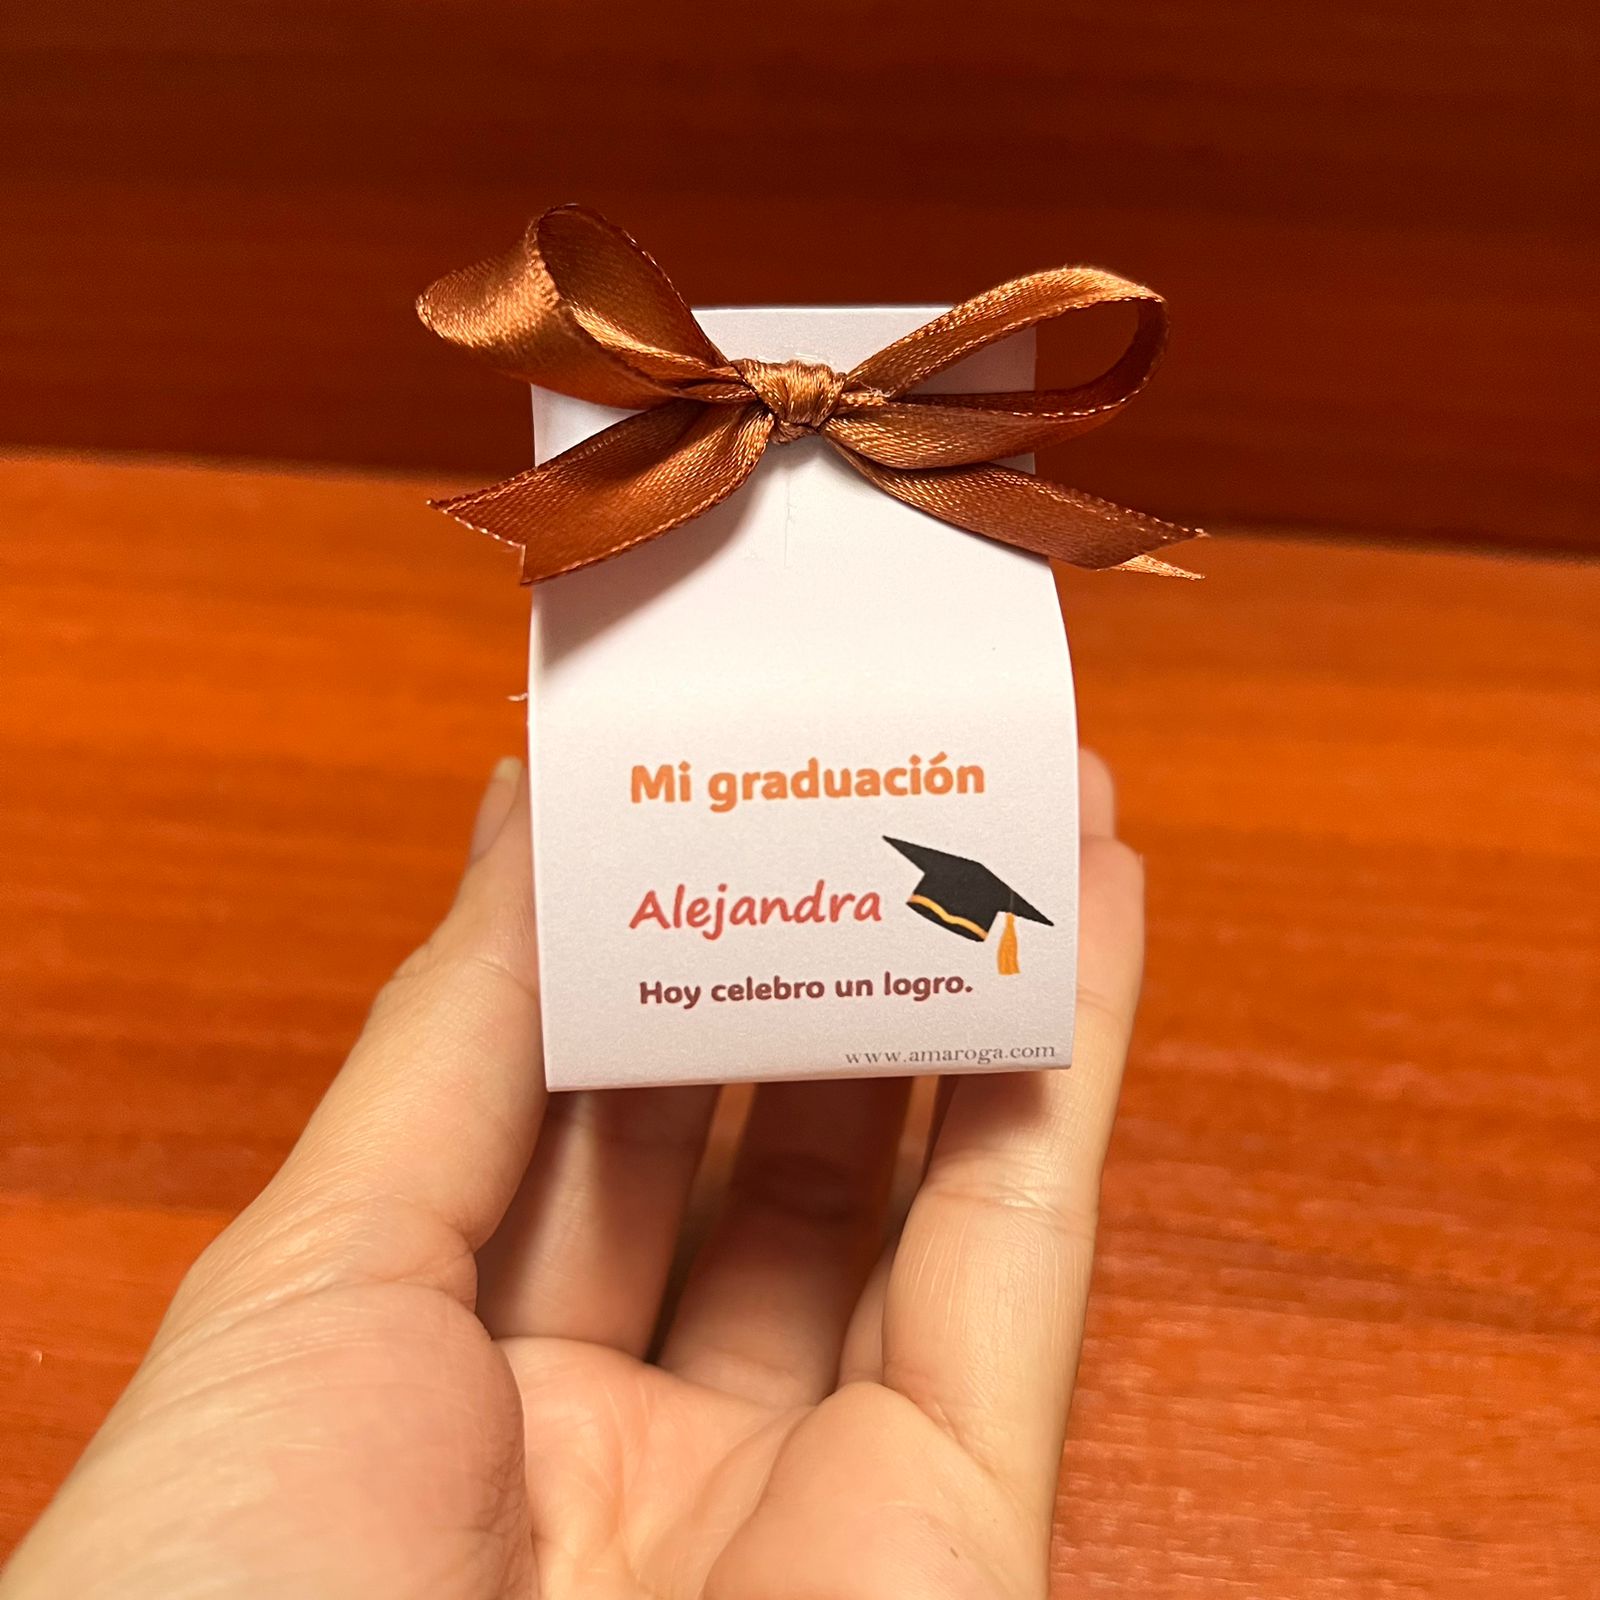 Mi graduación
Alejandra
Hoy celebro un logro.
www.amaroga.com